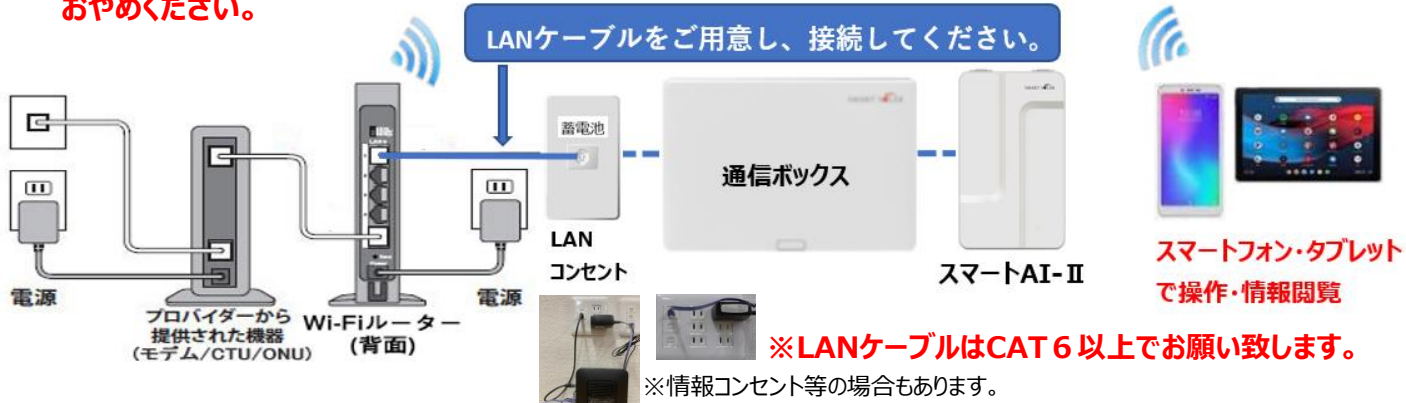 おやめください。
LANケーブルをご用意し、接続してください。
蓄電池
通信ボックス
LAN
コンセント
スマートAI-Ⅱ
スマートフォン・タブレット
で操作・情報閲覧
電源
プロバイダーから
提供された機器
(モデム/CTU/ONU)
Wi-Fiルーター
(背面)
電源
※LANケーブルはCAT6以上でお願い致します。
※情報コンセント等の場合もあります。